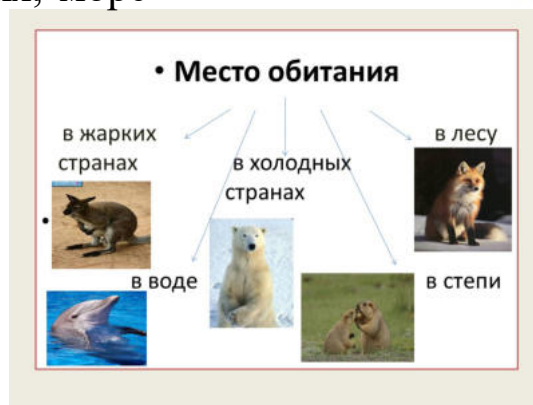 • Место обитания
в жарких
странах
в холодных
странах
в лесу
•
в воде
в степи